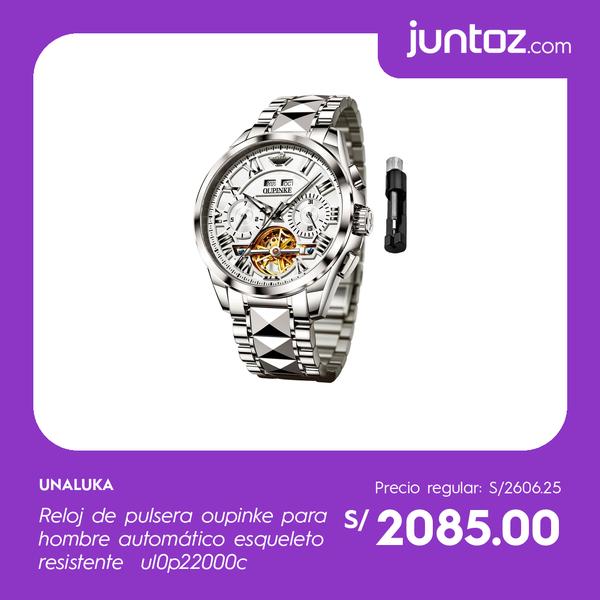 juntoz.com
OUPINKE
UNALUKA
Precio regular: S/2606.25
Reloj de pulsera oupinke para
hombre automático esqueleto
resistente ul0p22000c
S/ 2085.00